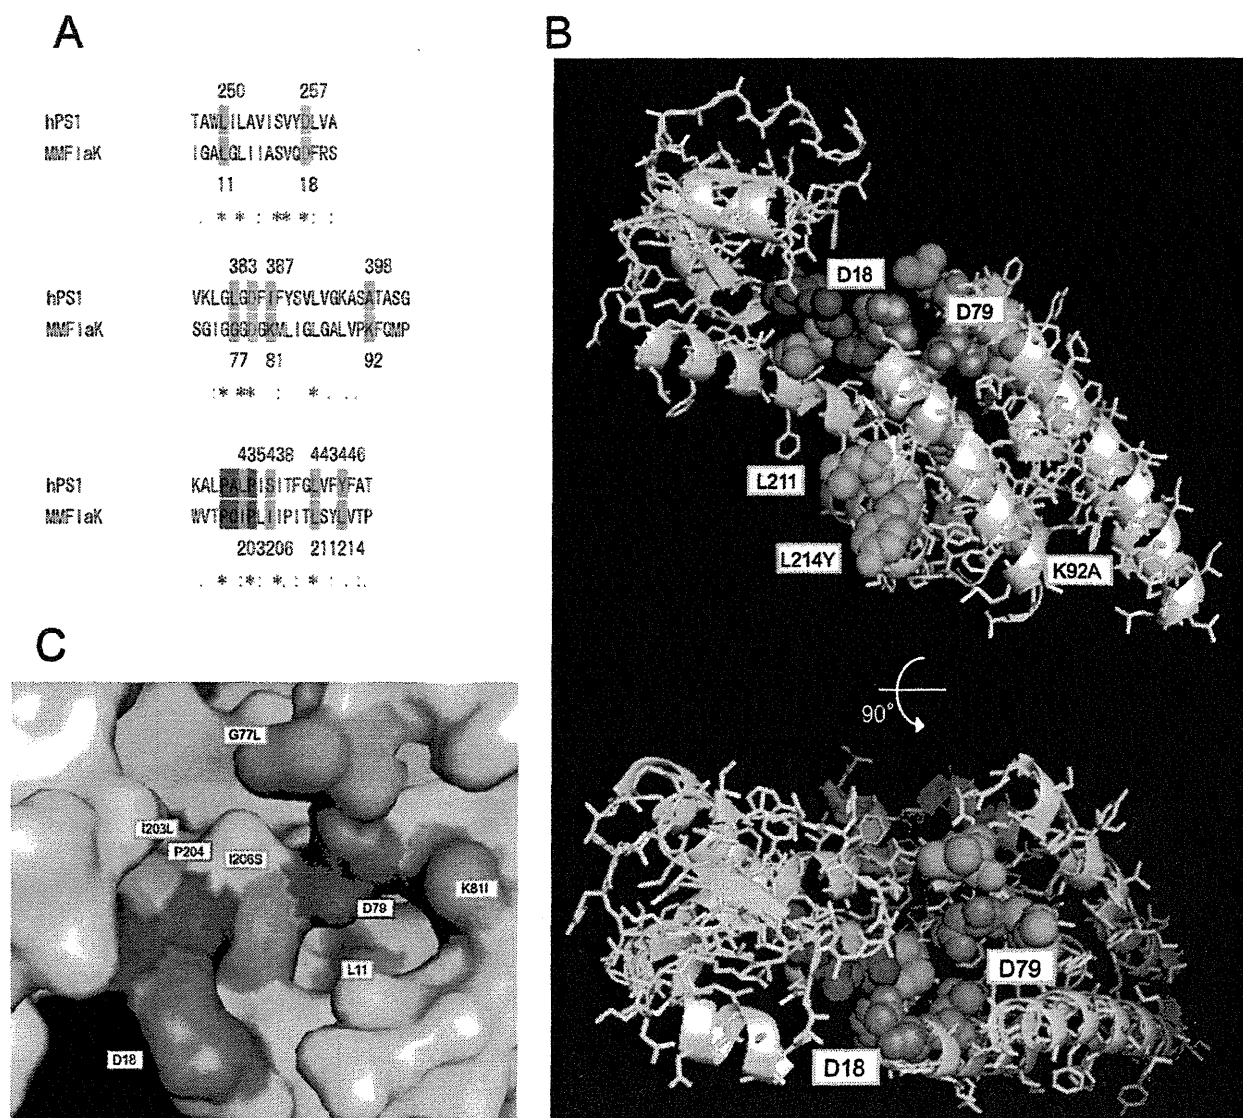 A
250 257
hPS1 TAWLILAVISVYDLVA
MMFlaK IGALGLIIASVQDFRS
11 18
. * * : ** *: :
383 387 398
hPS1 VKLGLGDFIFYSVLVGKASATASG
MMFlaK SGIGGGDGKMLIGLGALVPKFGMP
77 81 92
:* ** : * . ..
435438 443446
hPS1 KALPALPISITFGLVFYFAT
MMFlaK WVTPQIPLIIPITLSYLVTP
203206 211214
. * :*: *.: * .:.
B
D18
D79
L211
L214Y
K92A
90°
D79
D18
C
G77L
I203L
P204
I206S
K81I
D79
L11
D18